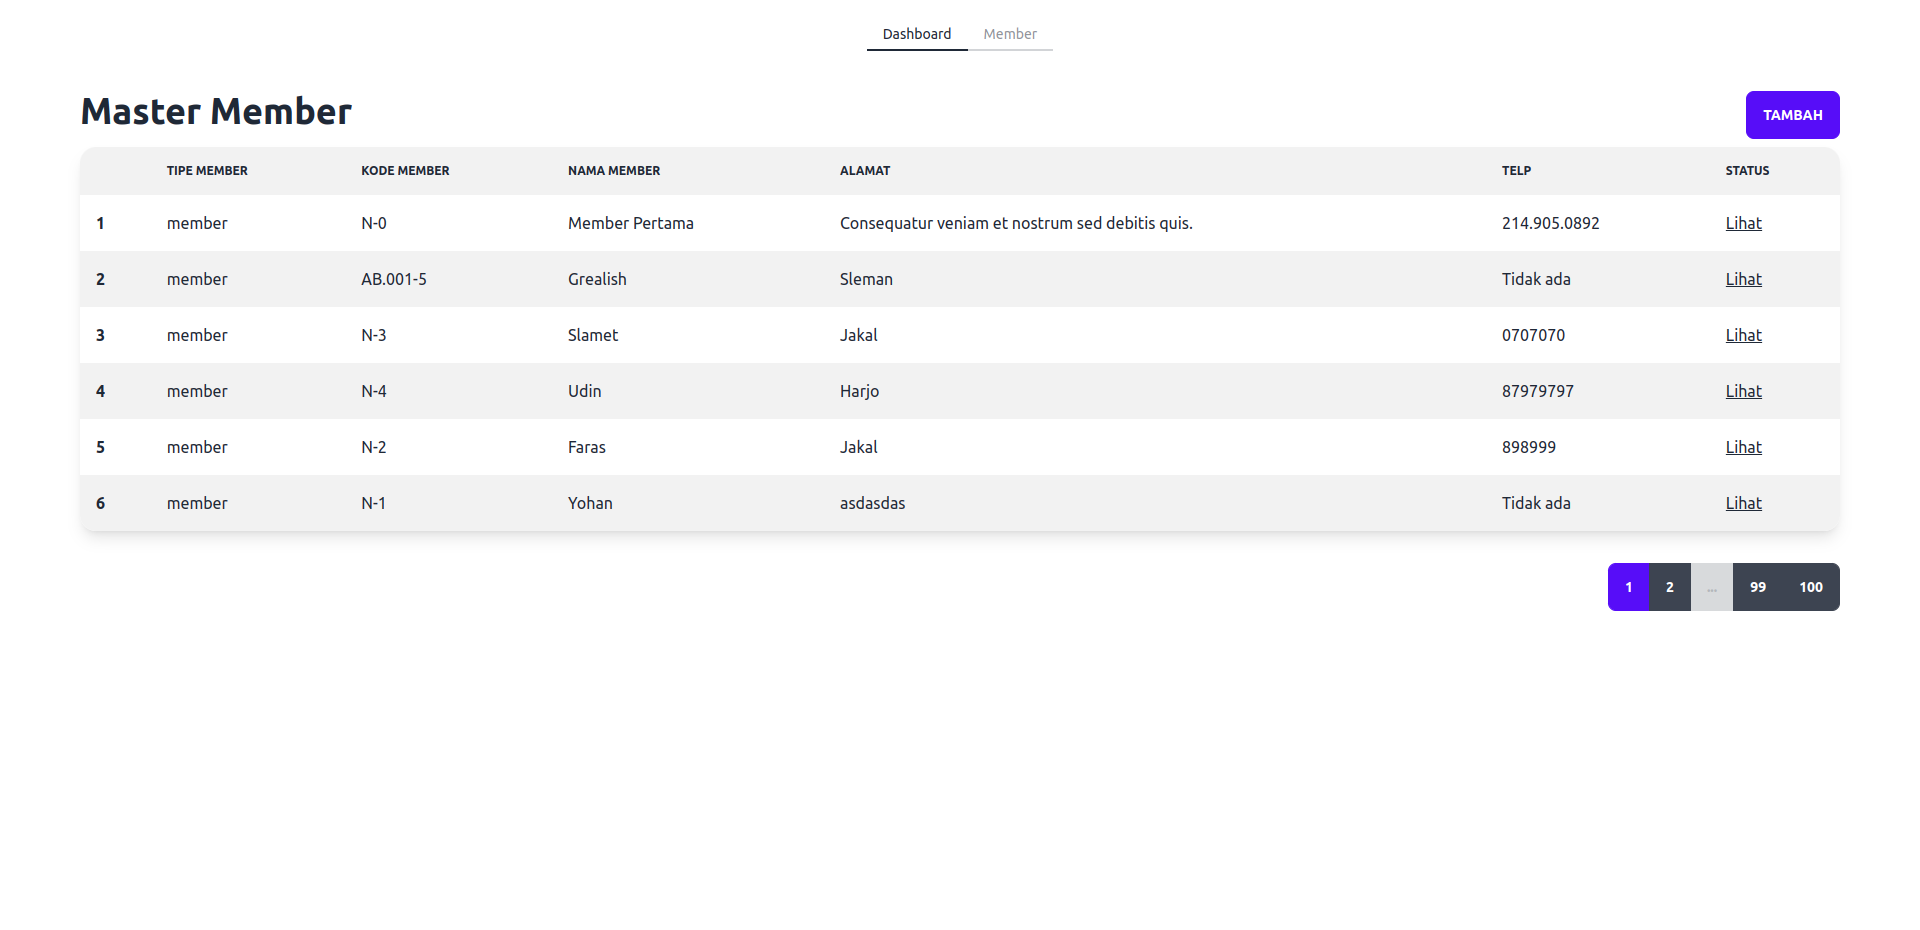 Dashboard Member
Master Member
TAMBAH
TIPE MEMBER KODE MEMBER NAMA MEMBER ALAMAT TELP STATUS
1 member N-0 Member Pertama Consequatur veniam et nostrum sed debitis quis. 214.905.0892 Lihat
2 member AB.001-5 Grealish Sleman Tidak ada Lihat
3 member N-3 Slamet Jakal 0707070 Lihat
4 member N-4 Udin Harjo 87979797 Lihat
5 member N-2 Faras Jakal 898999 Lihat
6 member N-1 Yohan asdasdas Tidak ada Lihat
1 2 ... 99 100